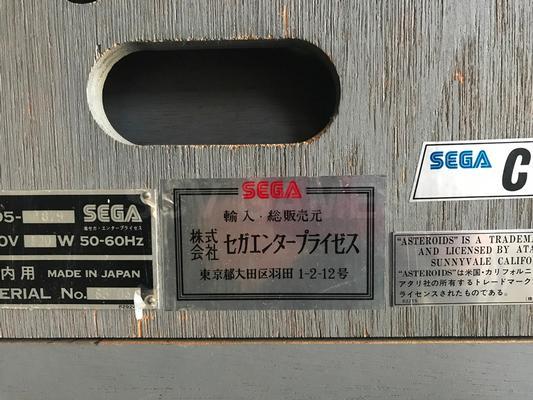 SEGA C
SEGA
株式会社 セガ・エンタープライゼス
50-60Hz
内用 MADE IN JAPAN
SERIAL No.
SEGA
輸入・総販売元
株式会社 セガエンタープライゼス
東京都大田区羽田 1-2-12号
"ASTEROIDS" IS A TRADEMA
AND LICENSED BY ATA
SUNNYVALE CALIFO
"ASTEROIDS"は米国・カリフォルニ
アタリ社の所有するトレードマーク
ライセンスされたものである。